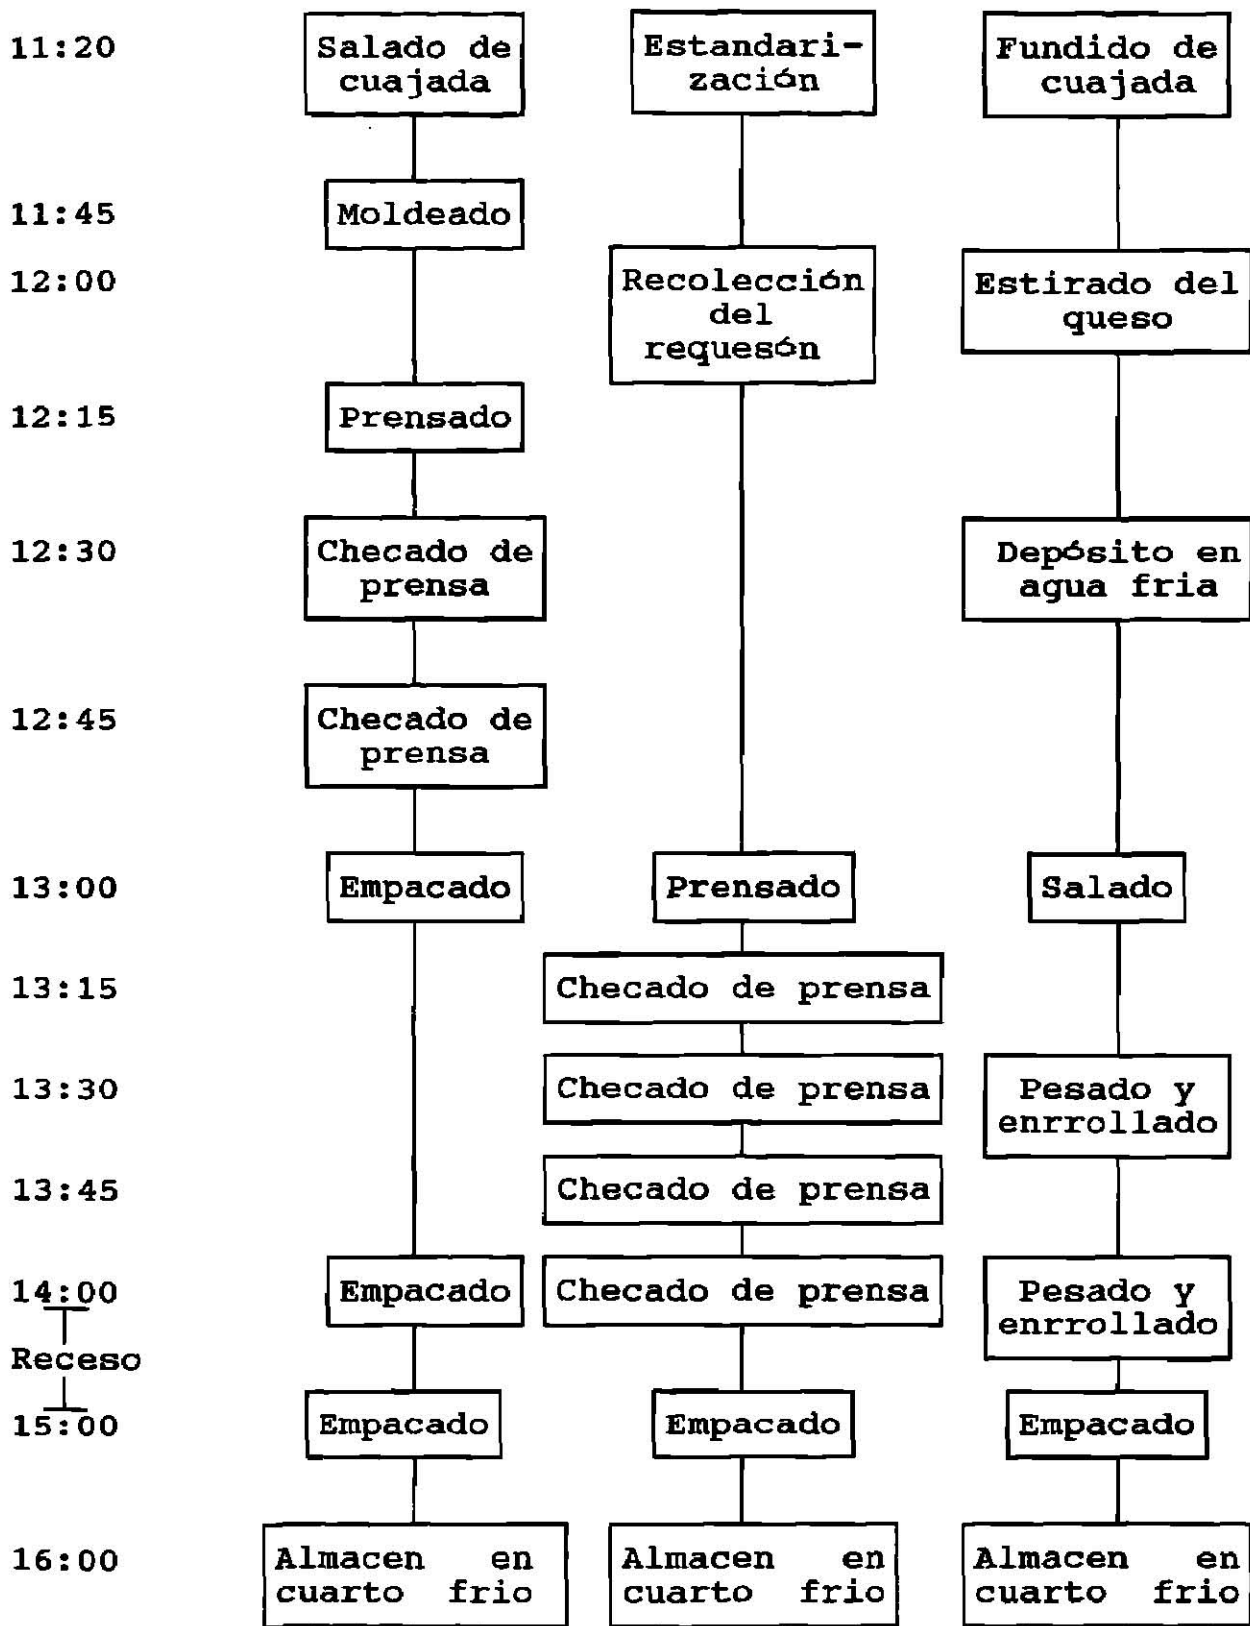 11:20 Salado de Estandari- Fundido de
cuajada zación cuajada
11:45 Moldeado
12:00 Recolección Estirado del
del queso
requesón
12:15 Prensado
12:30 Checado de Depósito en
prensa agua fria
12:45 Checado de
prensa
13:00 Empacado Prensado Salado
13:15 Checado de prensa
13:30 Checado de prensa Pesado y
enrrollado
13:45 Checado de prensa
14:00 Empacado Checado de prensa Pesado y
enrrollado
Receso
15:00 Empacado Empacado Empacado
16:00 Almacen en Almacen en Almacen en
cuarto frio cuarto frio cuarto frio